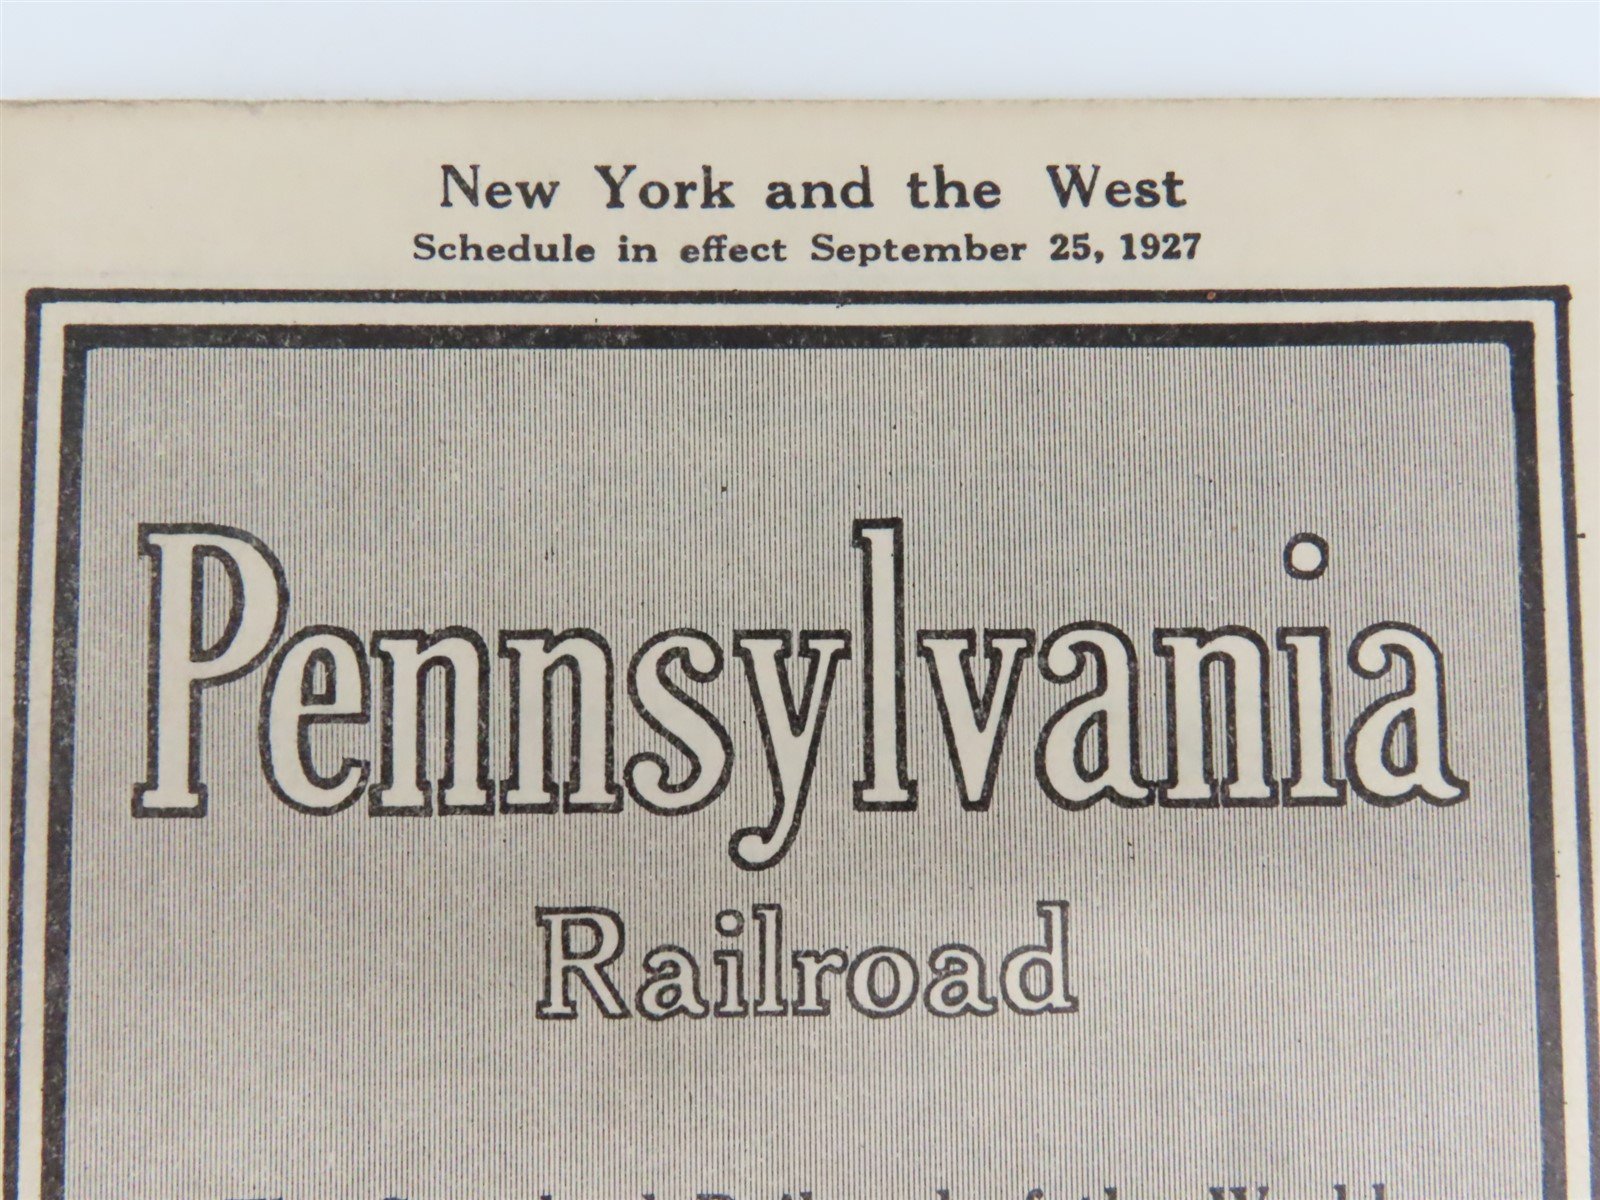 New York and the West
Schedule in effect September 25, 1927
Pennsylvania
Railroad